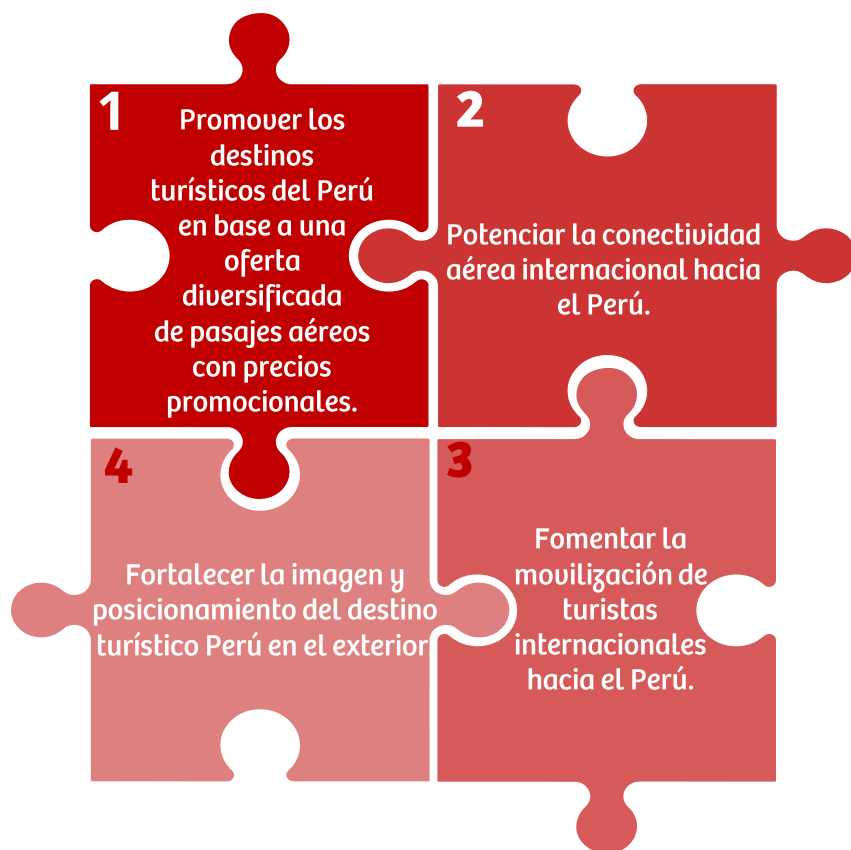 1
Promover los
destinos
turísticos del Perú
en base a una
oferta
diversificada
de pasajes aéreos
con precios
promocionales.
2
Potenciar la conectividad
aérea internacional hacia
el Perú.
3
Fomentar la
movilización de
turistas
internacionales
hacia el Perú.
4
Fortalecer la imagen y
posicionamiento del destino
turístico Perú en el exterior